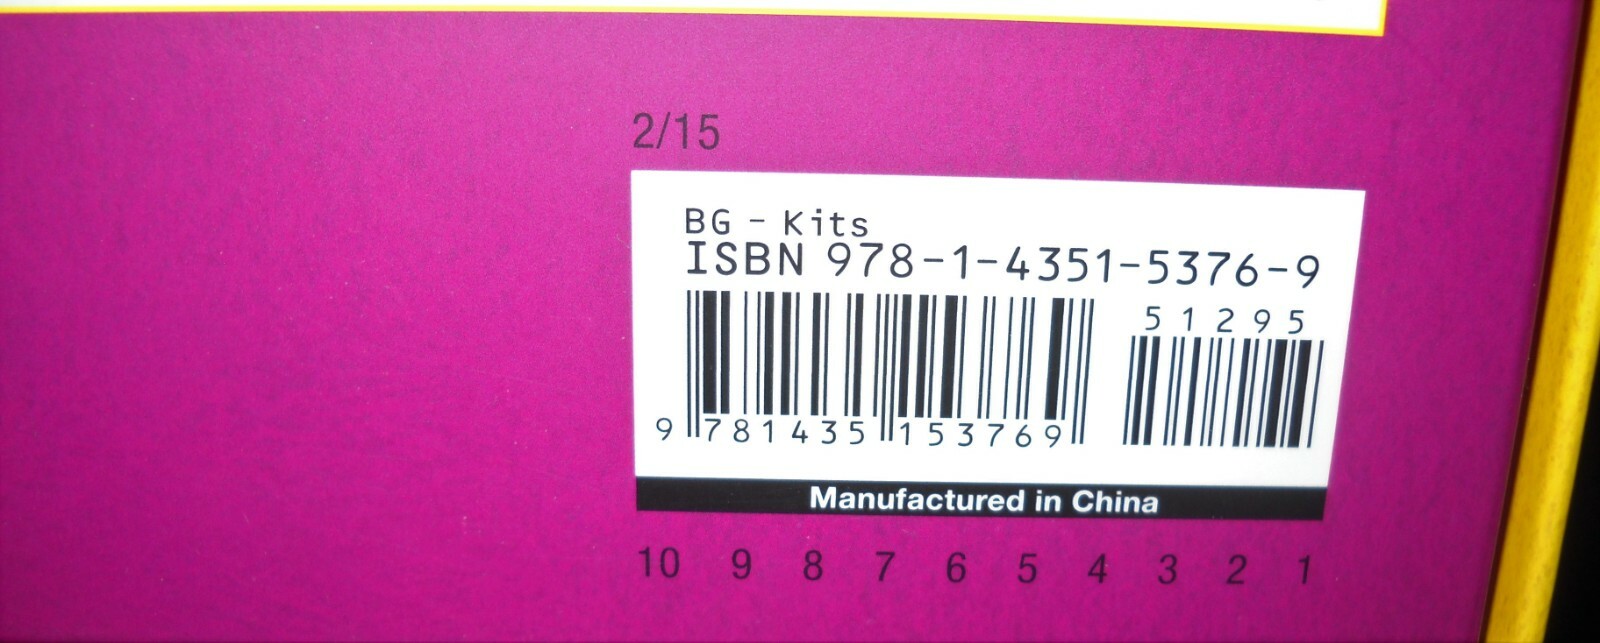 2/15
BG - Kits
ISBN 978-1-4351-5376-9
51295
9 781435 153769
Manufactured in China
10 9 8 7 6 5 4 3 2 1